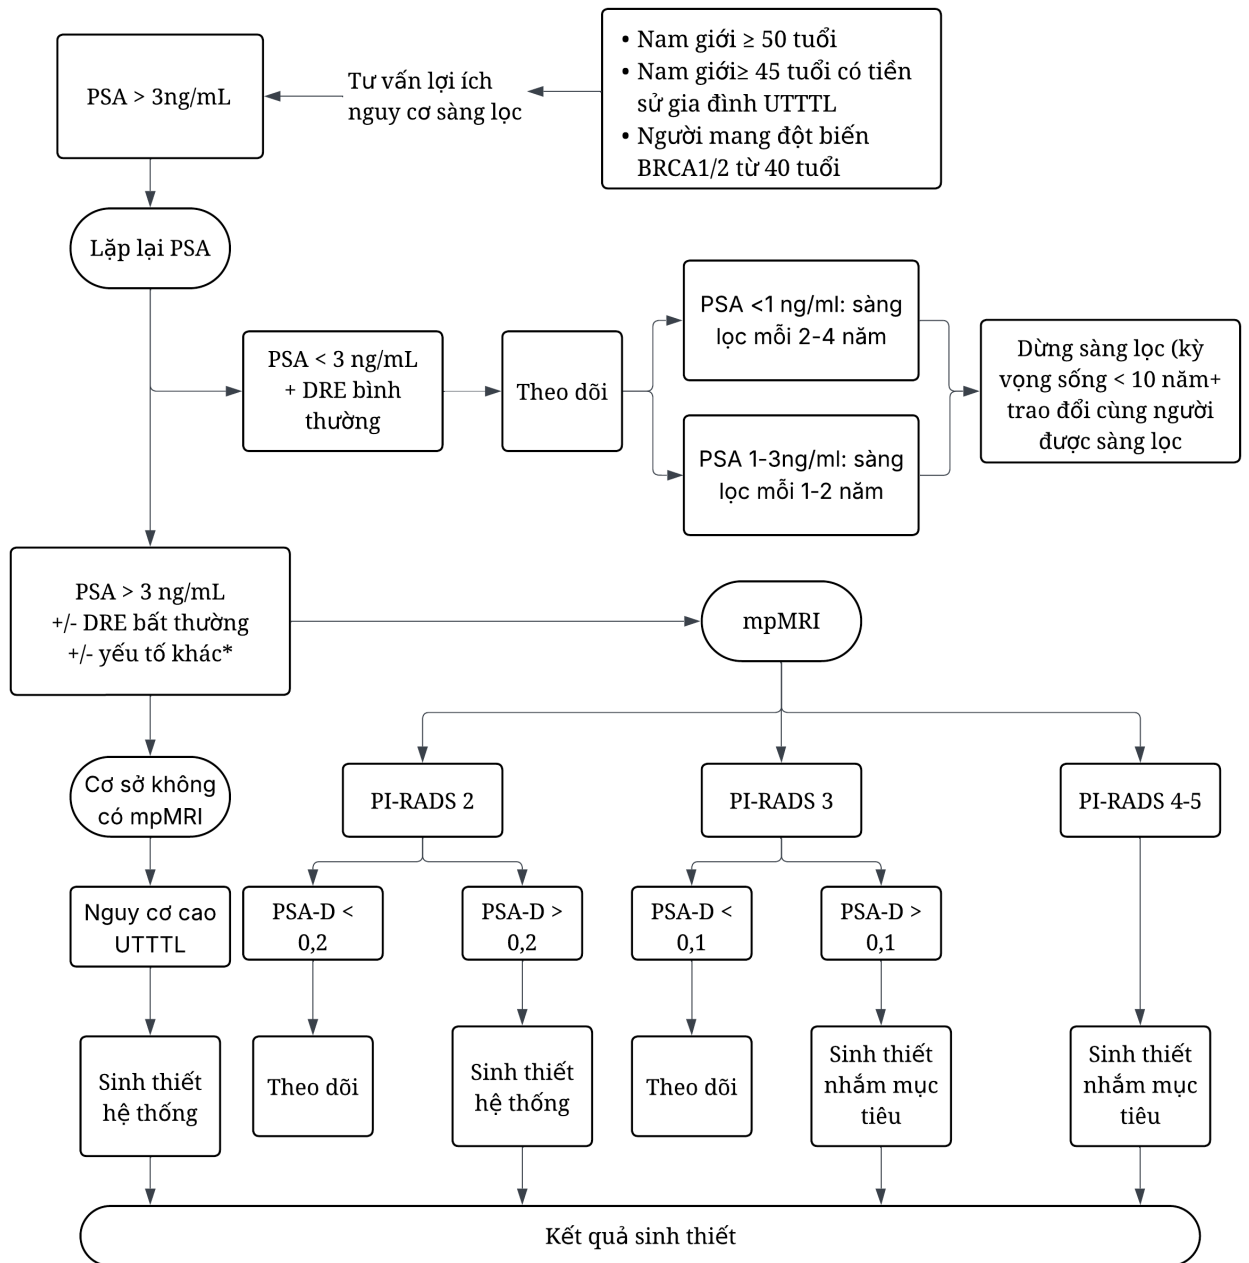 • Nam giới ≥ 50 tuổi
• Nam giới≥ 45 tuổi có tiền
sử gia đình UTTTL
• Người mang đột biến
BRCA1/2 từ 40 tuổi
Tư vấn lợi ích
nguy cơ sàng lọc
PSA > 3ng/mL
Lặp lại PSA
PSA < 3 ng/mL
+ DRE bình
thường
Theo dõi
PSA <1 ng/ml: sàng
lọc mỗi 2-4 năm
PSA 1-3ng/ml: sàng
lọc mỗi 1-2 năm
Dừng sàng lọc (kỳ
vọng sống < 10 năm+
trao đổi cùng người
được sàng lọc
PSA > 3 ng/mL
+/- DRE bất thường
+/- yếu tố khác*
mpMRI
Cơ sở không
có mpMRI
PI-RADS 2
PI-RADS 3
PI-RADS 4-5
Nguy cơ cao
UTTTL
PSA-D <
0,2
PSA-D >
0,2
PSA-D <
0,1
PSA-D >
0,1
Sinh thiết
hệ thống
Theo dõi
Sinh thiết
hệ thống
Theo dõi
Sinh thiết
nhắm mục
tiêu
Sinh thiết
nhắm mục
tiêu
Kết quả sinh thiết